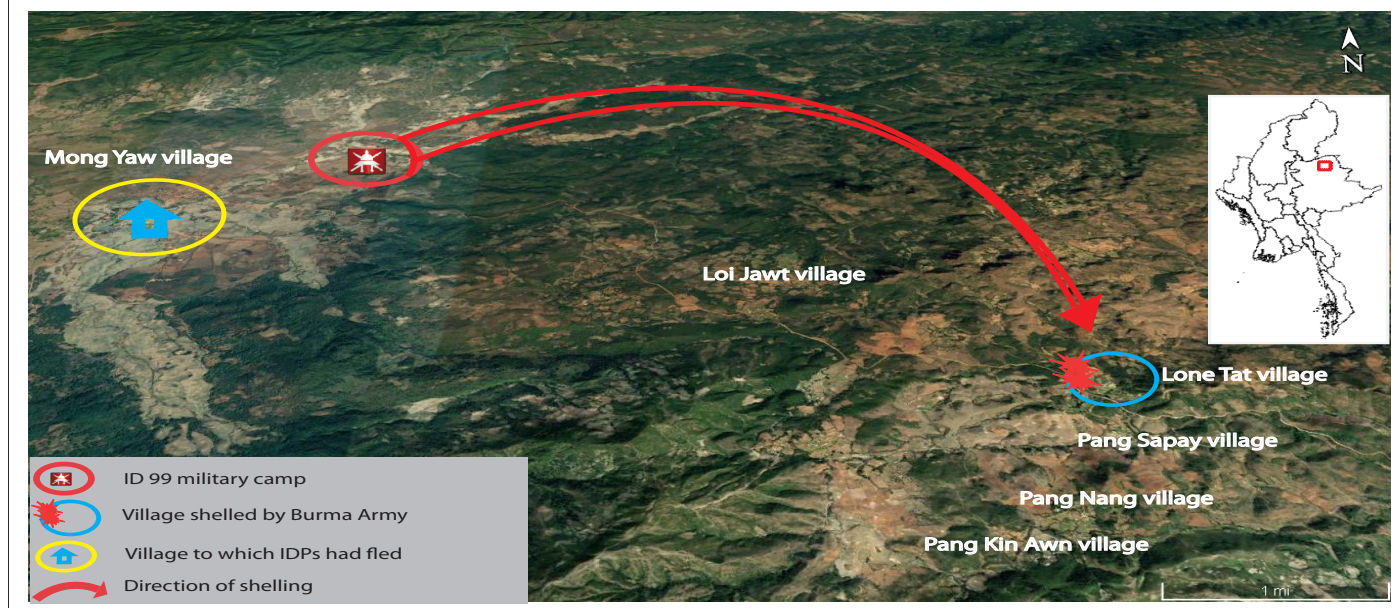 N
Mong Yaw village
Loi Jawt village
Lone Tat village
Pang Sapay village
Pang Nang village
Pang Kin Awn village
ID 99 military camp
Village shelled by Burma Army
Village to which IDPs had fled
Direction of shelling
1 mi